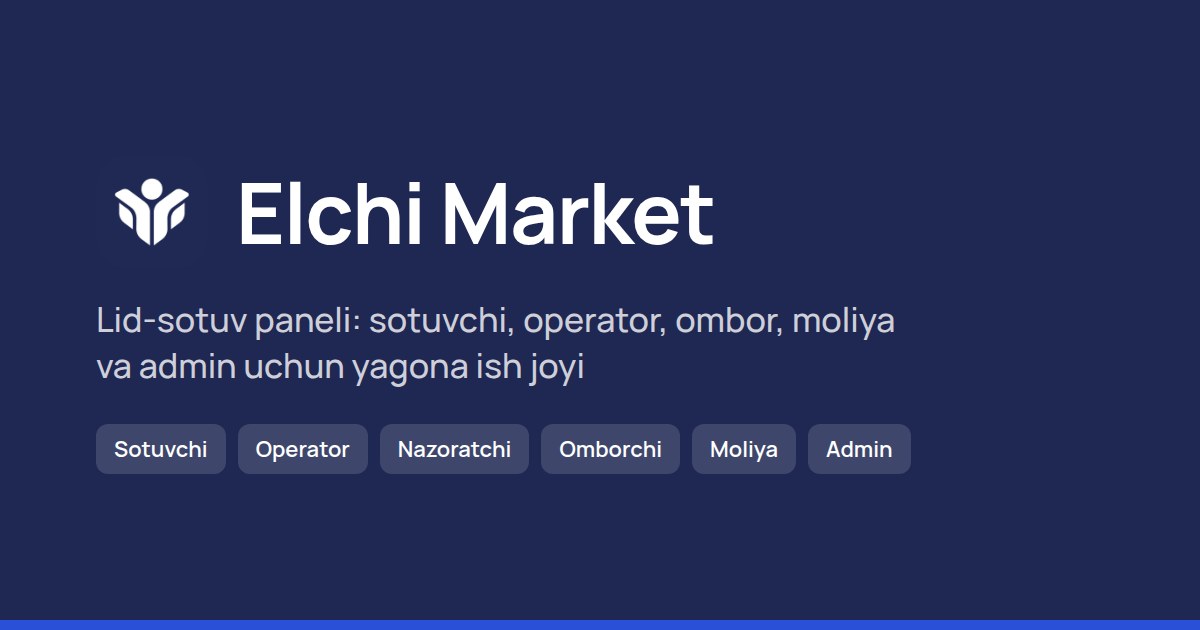 Elchi Market
Lid-sotuv paneli: sotuvchi, operator, ombor, moliya
va admin uchun yagona ish joyi
Sotuvchi Operator Nazoratchi Omborchi Moliya Admin